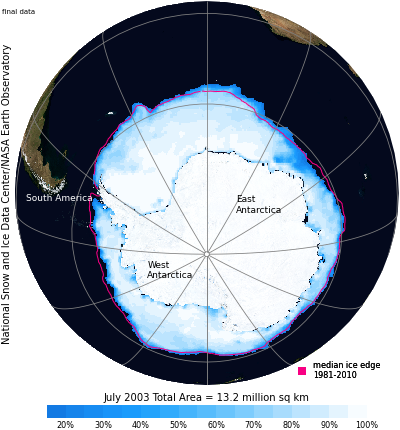 final data
National Snow and Ice Data Center/NASA Earth Observatory
South America
East
Antarctica
West
Antarctica
median ice edge
1981-2010
July 2003 Total Area = 13.2 million sq km
20% 30% 40% 50% 60% 70% 80% 90% 100%